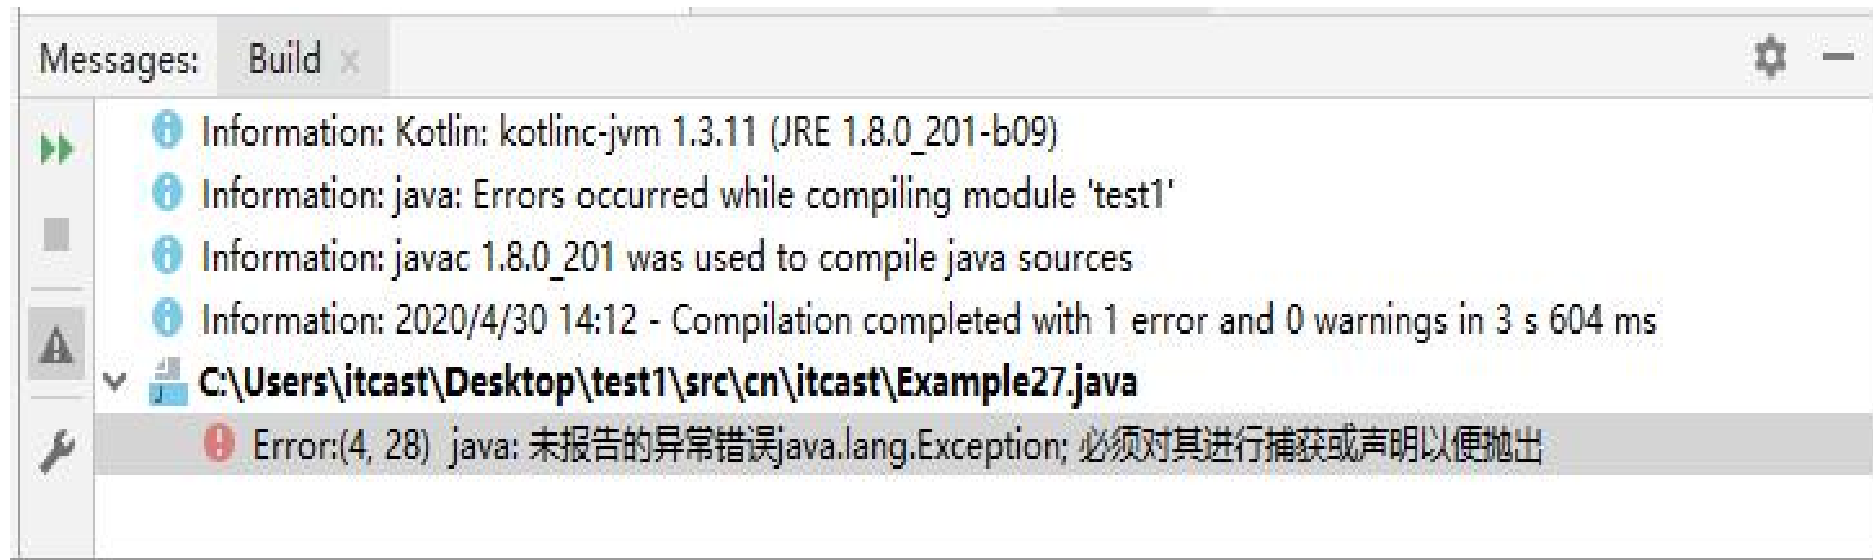 Messages: Build
Information: Kotlin: kotlinc-jvm 1.3.11 (JRE 1.8.0_201-b09)
Information: java: Errors occurred while compiling module 'test1'
Information: javac 1.8.0_201 was used to compile java sources
Information: 2020/4/30 14:12 - Compilation completed with 1 error and 0 warnings in 3 s 604 ms
C:\Users\itcast\Desktop\test1\src\cn\itcast\Example27.java
Error:(4, 28) java: 未报告的异常错误java.lang.Exception; 必须对其进行捕获或声明以便抛出